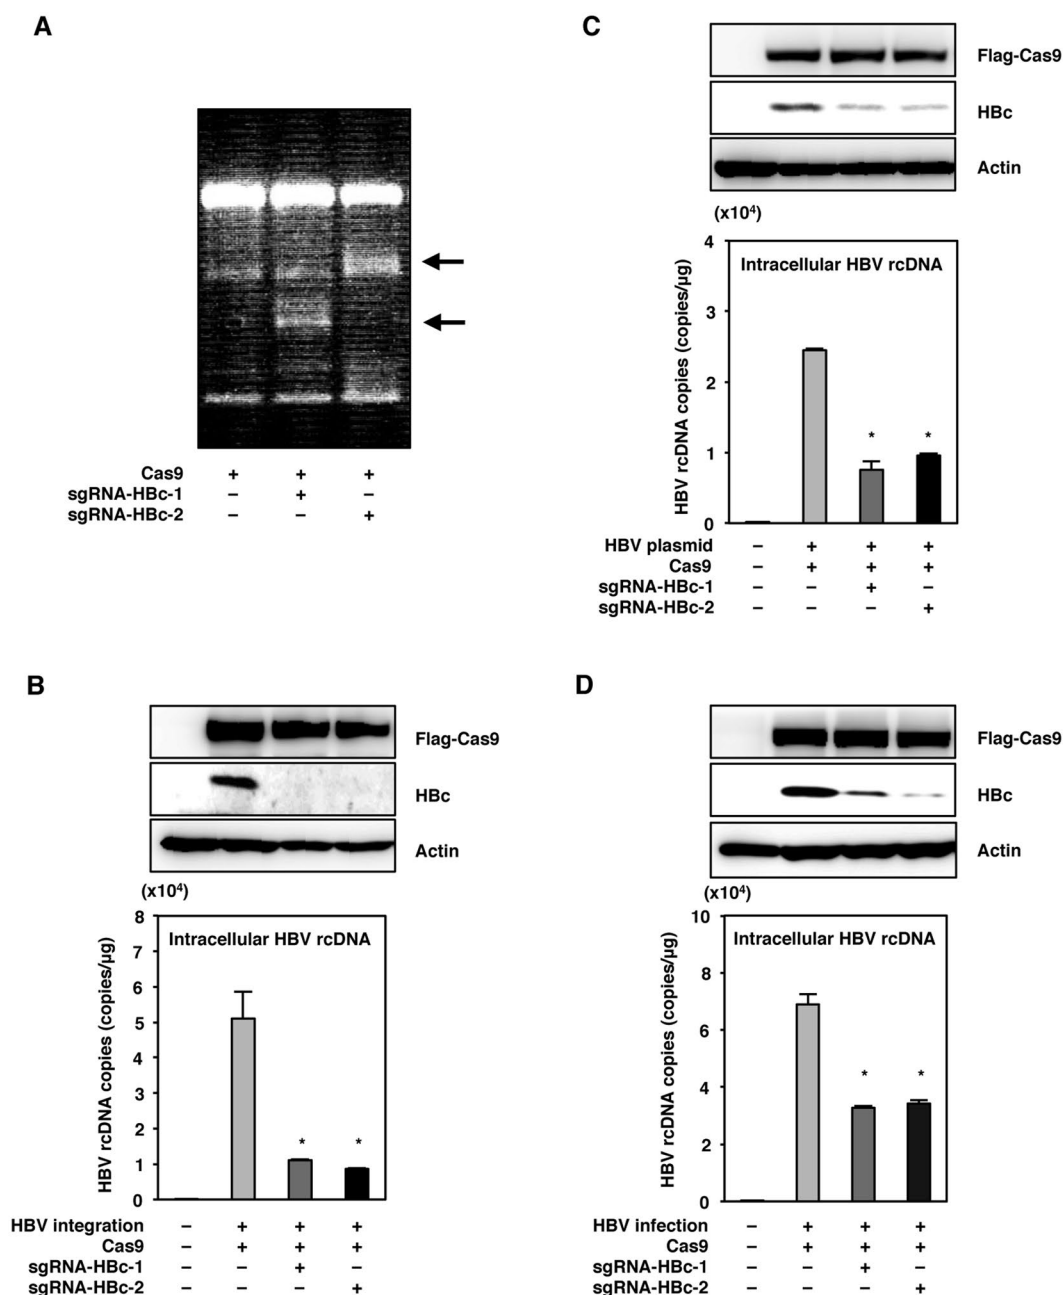 A
Cas9 + + +
sgRNA-HBc-1 – + –
sgRNA-HBc-2 – – +
B
Flag-Cas9
HBc
Actin
(x10⁴)
HBV rcDNA copies (copies/µg)
Intracellular HBV rcDNA
8
7
6
5
4
3
2
1
0
HBV integration – + + +
Cas9 – + + +
sgRNA-HBc-1 – – + –
sgRNA-HBc-2 – – – +
* *
C
Flag-Cas9
HBc
Actin
(x10⁴)
HBV rcDNA copies (copies/µg)
Intracellular HBV rcDNA
4
3
2
1
0
* *
HBV plasmid – + + +
Cas9 – + + +
sgRNA-HBc-1 – – + –
sgRNA-HBc-2 – – – +
D
Flag-Cas9
HBc
Actin
(x10⁴)
HBV rcDNA copies (copies/µg)
Intracellular HBV rcDNA
10
8
6
4
2
0
* *
HBV infection – + + +
Cas9 – + + +
sgRNA-HBc-1 – – + –
sgRNA-HBc-2 – – – +